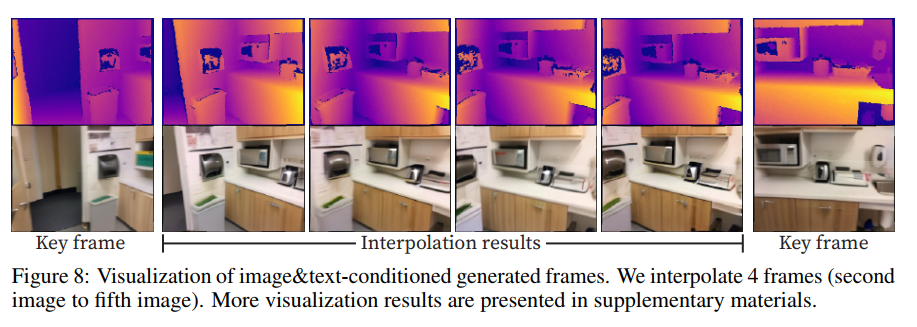 Key frame
Interpolation results
Key frame
Figure 8: Visualization of image&text-conditioned generated frames. We interpolate 4 frames (second
image to fifth image). More visualization results are presented in supplementary materials.